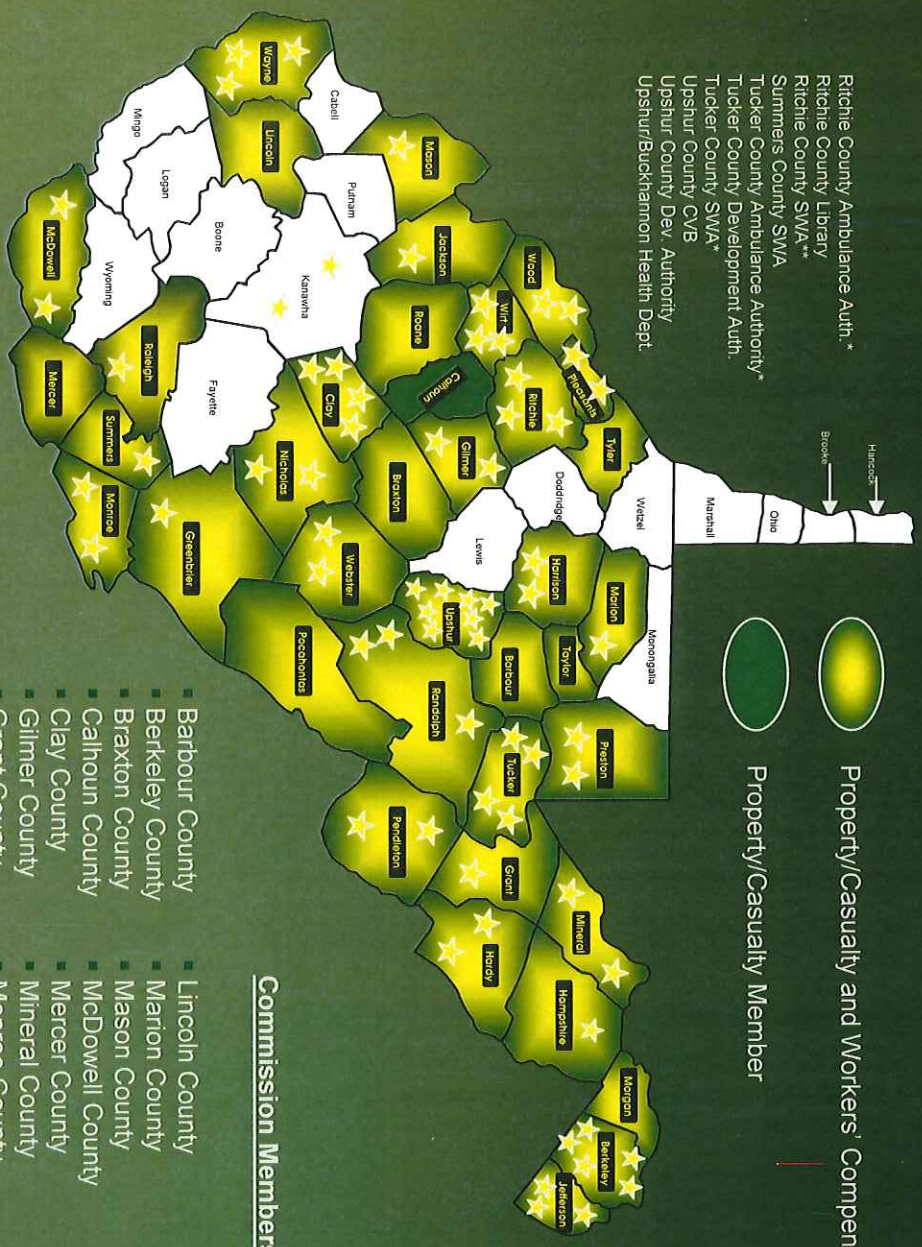 Ritchie County Ambulance Auth.*
Ritchie County Library
Ritchie County SWA**
Summers County SWA
Tucker County Ambulance Authority*
Tucker County Development Auth.
Tucker County SWA*
Upshur County CVB
Upshur County Dev. Authority
Upshur/Buckhannon Health Dept.
Hancock
Brooke
Ohio
Marshall
Wetzel
Monongalia
Property/Casualty and Workers' Compen
Property/Casualty Member
Tyler
Pleasants
Wood
Wirt
Ritchie
Doddridge
Harrison
Marion
Taylor
Preston
Mason
Jackson
Roane
Calhoun
Gilmer
Lewis
Upshur
Barbour
Tucker
Grant
Mineral
Hampshire
Morgan
Berkeley
Jefferson
Cabell
Putnam
Kanawha
Clay
Braxton
Webster
Randolph
Pendleton
Hardy
Wayne
Lincoln
Boone
Logan
Mingo
Fayette
Nicholas
Pocahontas
Greenbrier
Wyoming
Raleigh
McDowell
Mercer
Summers
Monroe
Commission Members
Barbour County
Berkeley County
Braxton County
Calhoun County
Clay County
Gilmer County
Grant County
Lincoln County
Marion County
Mason County
McDowell County
Mercer County
Mineral County
Monroe County